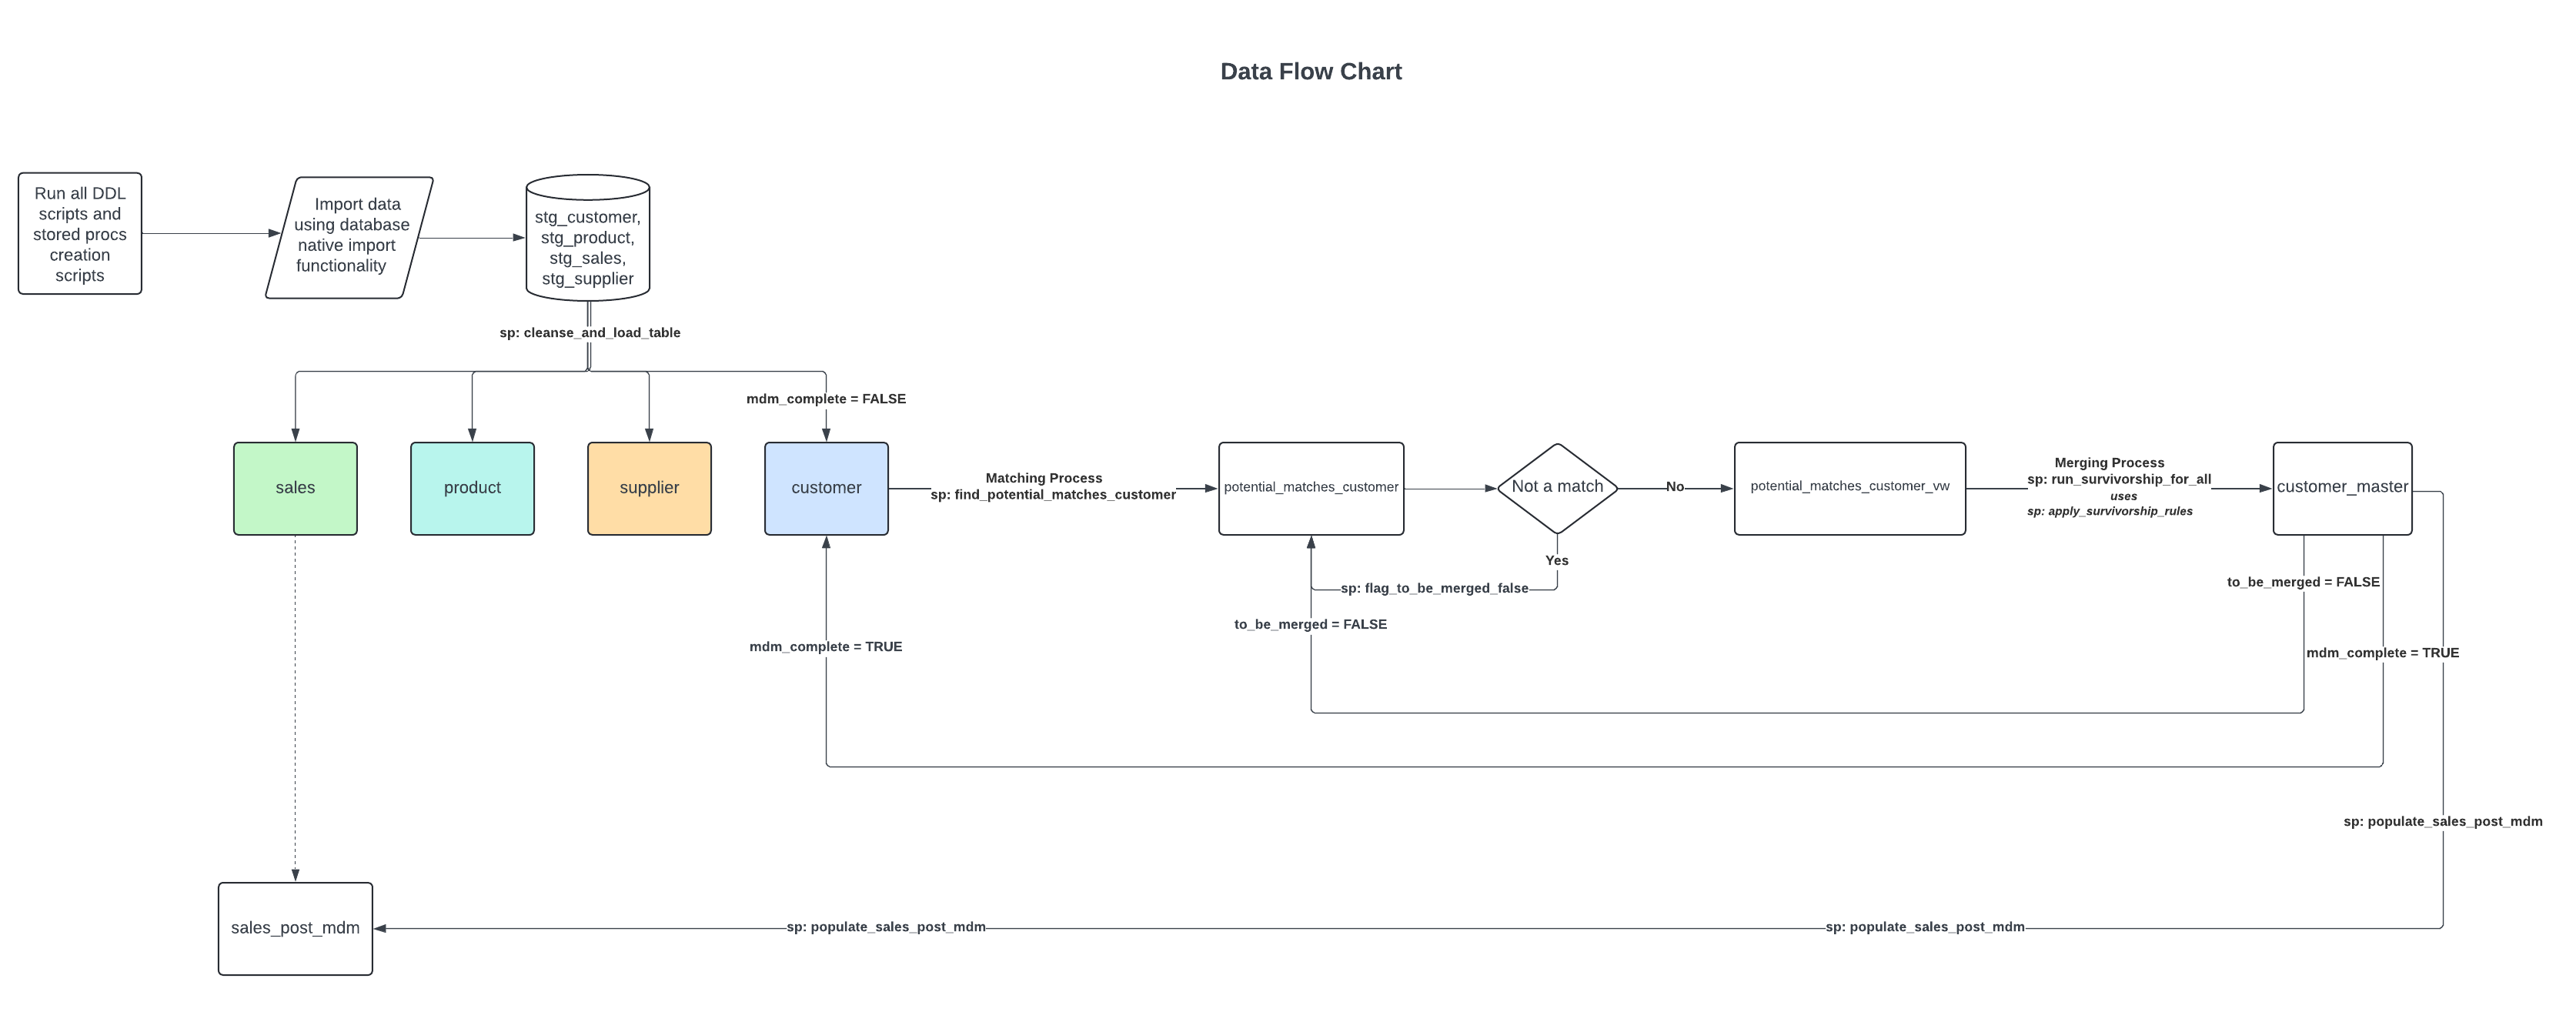 Data Flow Chart
Run all DDL
scripts and
stored procs
creation
scripts
Import data
using database
native import
functionality
stg_customer,
stg_product,
stg_sales,
stg_supplier
sp: cleanse_and_load_table
mdm_complete = FALSE
sales
product
supplier
customer
Matching Process
sp: find_potential_matches_customer
potential_matches_customer
Not a match
No
potential_matches_customer_vw
Merging Process
sp: run_survivorship_for_all
uses
sp: apply_survivorship_rules
customer_master
Yes
sp: flag_to_be_merged_false
to_be_merged = FALSE
to_be_merged = FALSE
mdm_complete = TRUE
mdm_complete = TRUE
sp: populate_sales_post_mdm
sales_post_mdm
sp: populate_sales_post_mdm
sp: populate_sales_post_mdm